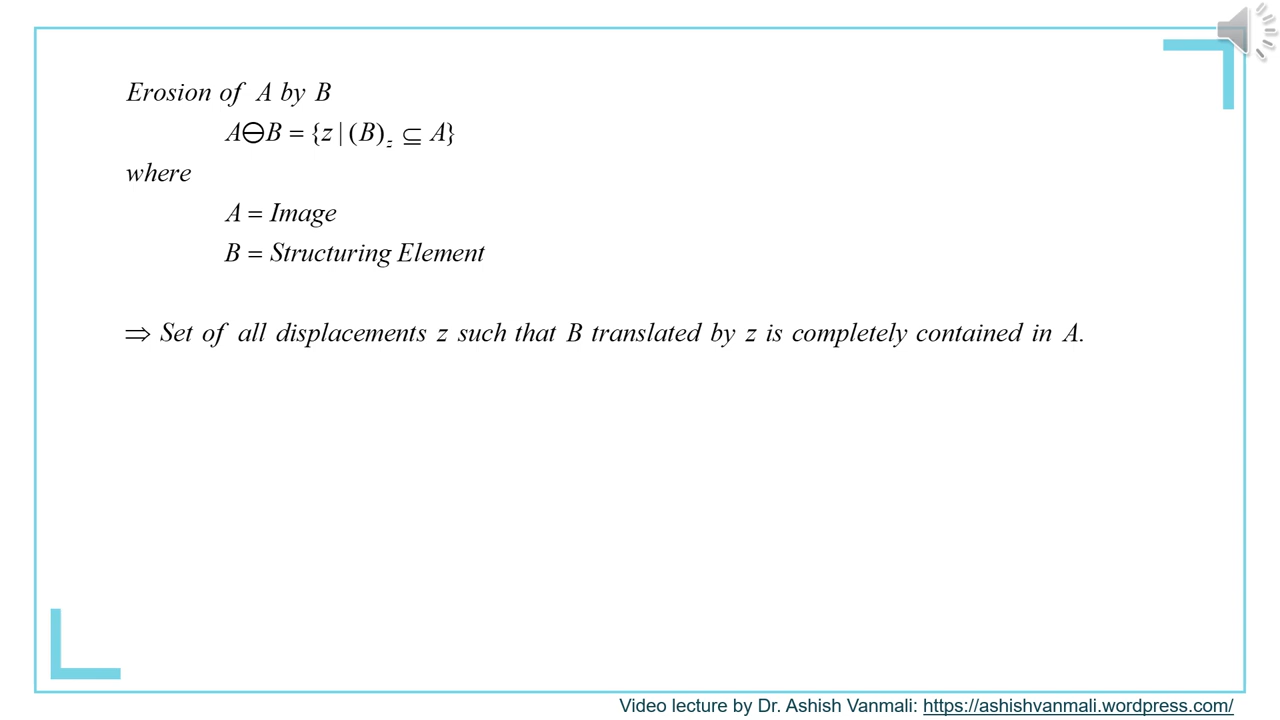 Erosion of A by B
A⊖B = {z | (B)z ⊆ A}
where
A = Image
B = Structuring Element
⇒ Set of all displacements z such that B translated by z is completely contained in A.
Video lecture by Dr. Ashish Vanmali: https://ashishvanmali.wordpress.com/